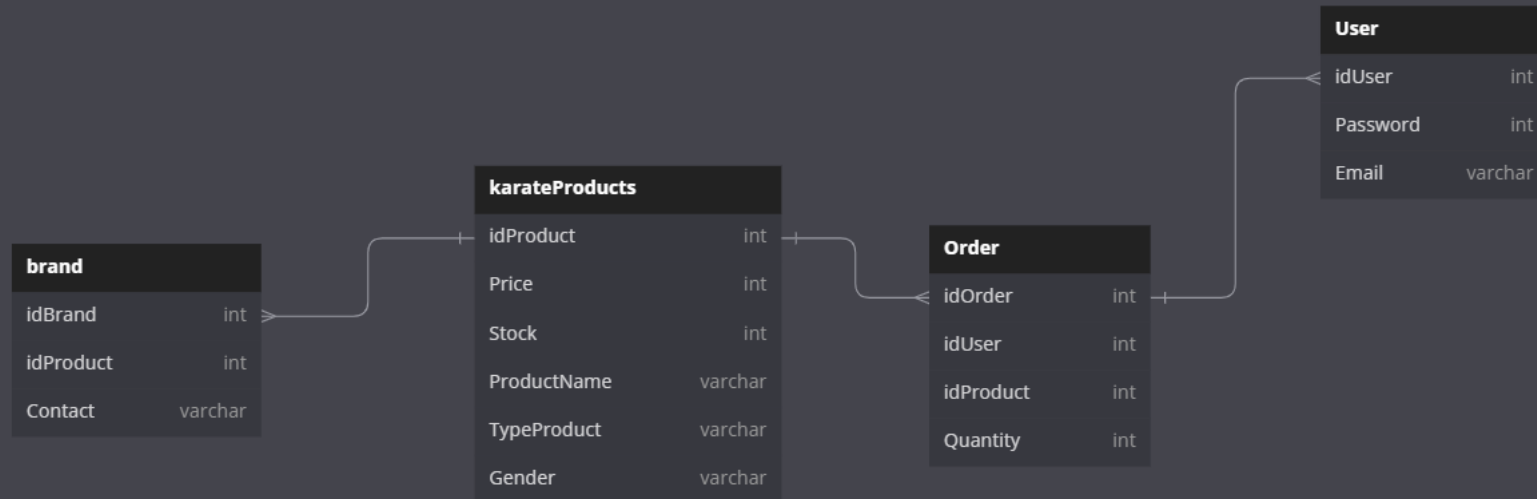 brand
idBrand int
idProduct int
Contact varchar
karateProducts
idProduct int
Price int
Stock int
ProductName varchar
TypeProduct varchar
Gender varchar
Order
idOrder int
idUser int
idProduct int
Quantity int
User
idUser int
Password int
Email varchar